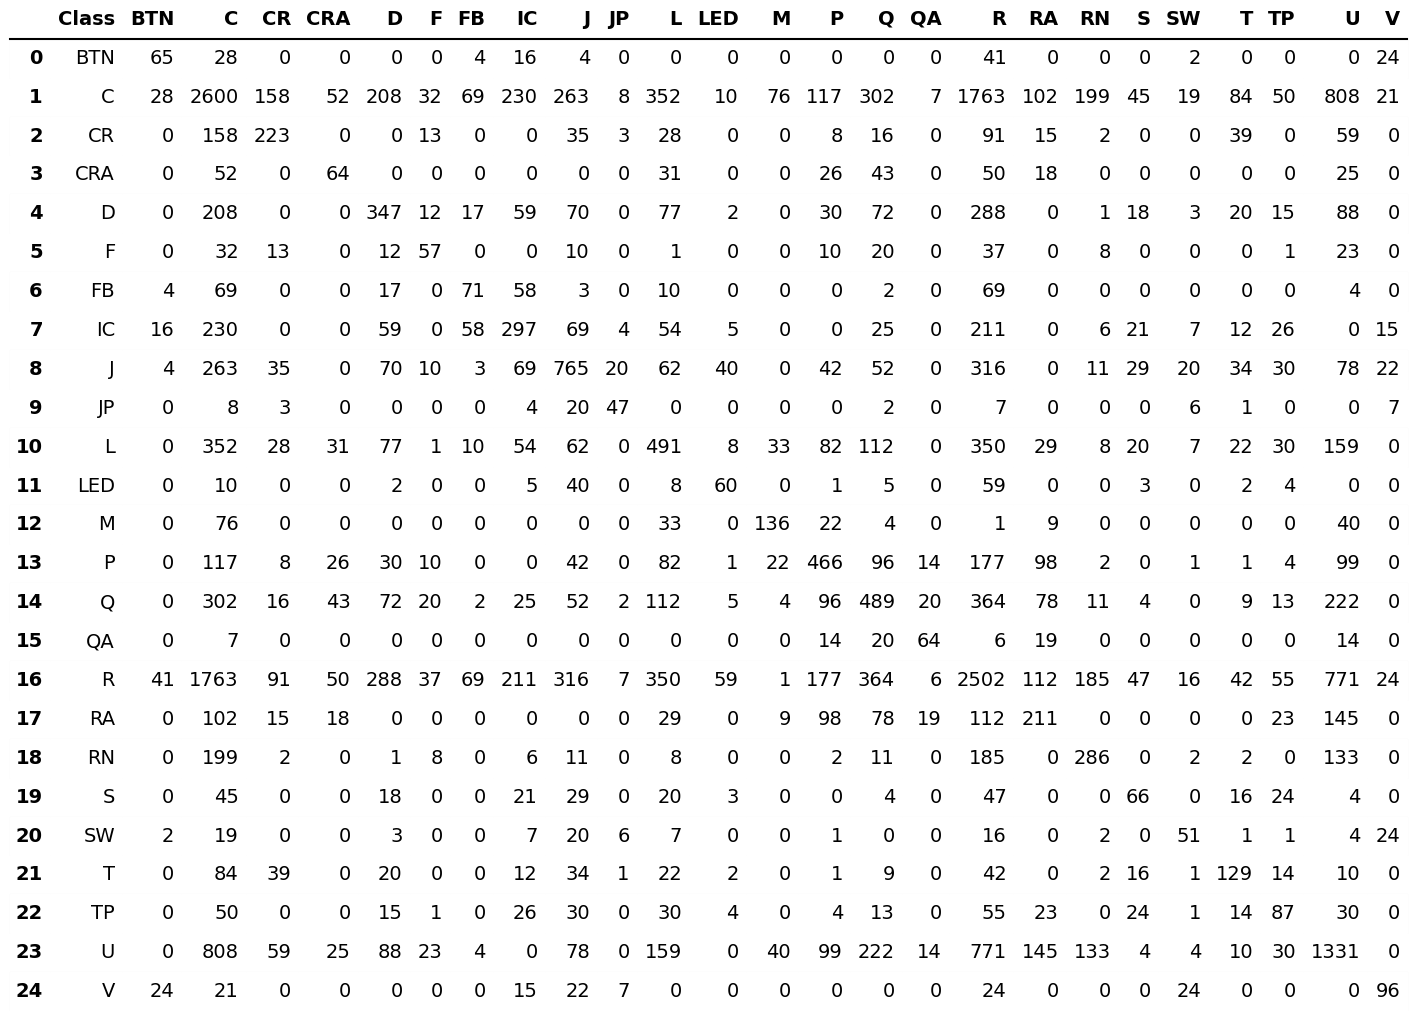 Class BTN C CR CRA D F FB IC J JP L LED M P Q QA R RA RN S SW T TP U V
0 BTN 65 28 0 0 0 0 4 16 4 0 0 0 0 0 0 0 41 0 0 0 2 0 0 0 24
1 C 28 2600 158 52 208 32 69 230 263 8 352 10 76 117 302 7 1763 102 199 45 19 84 50 808 21
2 CR 0 158 223 0 0 13 0 0 35 3 28 0 0 8 16 0 91 15 2 0 0 39 0 59 0
3 CRA 0 52 0 64 0 0 0 0 0 0 31 0 0 26 43 0 50 18 0 0 0 0 0 25 0
4 D 0 208 0 0 347 12 17 59 70 0 77 2 0 30 72 0 288 0 1 18 3 20 15 88 0
5 F 0 32 13 0 12 57 0 0 10 0 1 0 0 10 20 0 37 0 8 0 0 0 1 23 0
6 FB 4 69 0 0 17 0 71 58 3 0 10 0 0 0 2 0 69 0 0 0 0 0 0 4 0
7 IC 16 230 0 0 59 0 58 297 69 4 54 5 0 0 25 0 211 0 6 21 7 12 26 0 15
8 J 4 263 35 0 70 10 3 69 765 20 62 40 0 42 52 0 316 0 11 29 20 34 30 78 22
9 JP 0 8 3 0 0 0 0 4 20 47 0 0 0 0 2 0 7 0 0 0 6 1 0 0 7
10 L 0 352 28 31 77 1 10 54 62 0 491 8 33 82 112 0 350 29 8 20 7 22 30 159 0
11 LED 0 10 0 0 2 0 0 5 40 0 8 60 0 1 5 0 59 0 0 3 0 2 4 0 0
12 M 0 76 0 0 0 0 0 0 0 0 33 0 136 22 4 0 1 9 0 0 0 0 0 40 0
13 P 0 117 8 26 30 10 0 0 42 0 82 1 22 466 96 14 177 98 2 0 1 1 4 99 0
14 Q 0 302 16 43 72 20 2 25 52 2 112 5 4 96 489 20 364 78 11 4 0 9 13 222 0
15 QA 0 7 0 0 0 0 0 0 0 0 0 0 0 14 20 64 6 19 0 0 0 0 0 14 0
16 R 41 1763 91 50 288 37 69 211 316 7 350 59 1 177 364 6 2502 112 185 47 16 42 55 771 24
17 RA 0 102 15 18 0 0 0 0 0 0 29 0 9 98 78 19 112 211 0 0 0 0 23 145 0
18 RN 0 199 2 0 1 8 0 6 11 0 8 0 0 2 11 0 185 0 286 0 2 2 0 133 0
19 S 0 45 0 0 18 0 0 21 29 0 20 3 0 0 4 0 47 0 0 66 0 16 24 4 0
20 SW 2 19 0 0 3 0 0 7 20 6 7 0 0 1 0 0 16 0 2 0 51 1 1 4 24
21 T 0 84 39 0 20 0 0 12 34 1 22 2 0 1 9 0 42 0 2 16 1 129 14 10 0
22 TP 0 50 0 0 15 1 0 26 30 0 30 4 0 4 13 0 55 23 0 24 1 14 87 30 0
23 U 0 808 59 25 88 23 4 0 78 0 159 0 40 99 222 14 771 145 133 4 4 10 30 1331 0
24 V 24 21 0 0 0 0 0 15 22 7 0 0 0 0 0 0 24 0 0 0 24 0 0 0 96